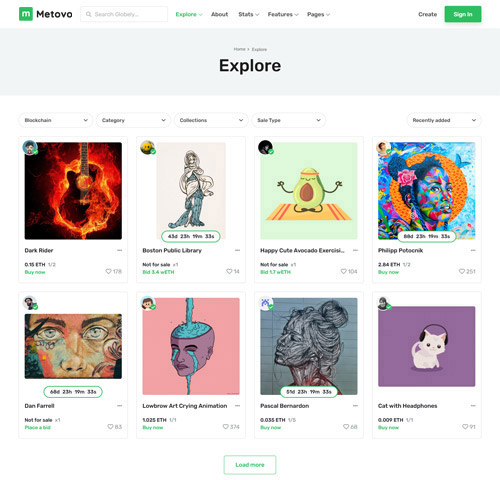 m Metova
Search Globely...
Explore
About
Stats
Features
Pages
Create
Sign In
Home › Explore
Explore
Blockchain
Category
Collections
Sale Type
Recently added
43d 23h 19m 33s
88d 23h 19m 33s
Dark Rider ...
Boston Public Library ...
Happy Cute Avocado Exercisi... ...
Philipp Potocnik ...
0.15 ETH 1/2
Not for sale x1
Not for sale x1
2.84 ETH 1/2
Buy now 178
Bid 3.4 wETH 14
Bid 1.7 wETH 104
Buy now 251
68d 23h 19m 33s
51d 23h 19m 33s
Dan Farrell ...
Lowbrow Art Crying Animation ...
Pascal Bernardon ...
Cat with Headphones ...
Not for sale x1
1.025 ETH 1/1
0.035 ETH 1/5
0.009 ETH 1/1
Place a bid 83
Buy now 374
Buy now 68
Buy now 91
Load more